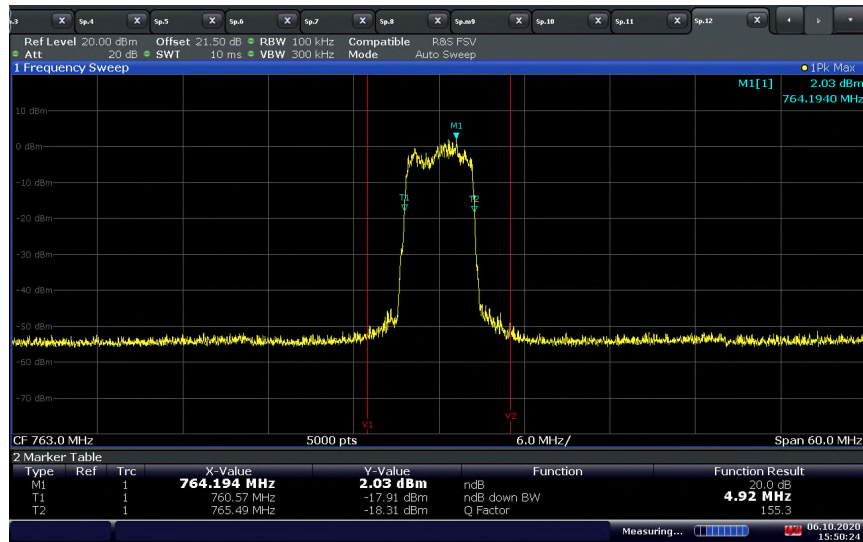 p.3 X Sp.4 X Sp.5 X Sp.6 X Sp.7 X Sp.8 X Sp.m9 X Sp.10 X Sp.11 X Sp.12 X
Ref Level 20.00 dBm Offset 21.50 dB RBW 100 kHz Compatible R&S FSV
Att 20 dB SWT 10 ms VBW 300 kHz Mode Auto Sweep
1 Frequency Sweep 1Pk Max
M1[1] 2.03 dBm
764.1940 MHz
10 dBm
M1
0 dBm
-10 dBm
T1 T2
-20 dBm
-30 dBm
-40 dBm
-50 dBm
-60 dBm
-70 dBm
V1 V2
CF 763.0 MHz 5000 pts 6.0 MHz/ Span 60.0 MHz
2 Marker Table
Type Ref Trc X-Value Y-Value Function Function Result
M1 1 764.194 MHz 2.03 dBm ndB 20.0 dB
T1 1 760.57 MHz -17.91 dBm ndB down BW 4.92 MHz
T2 1 765.49 MHz -18.31 dBm Q Factor 155.3
Measuring... 06.10.2020
15:50:24